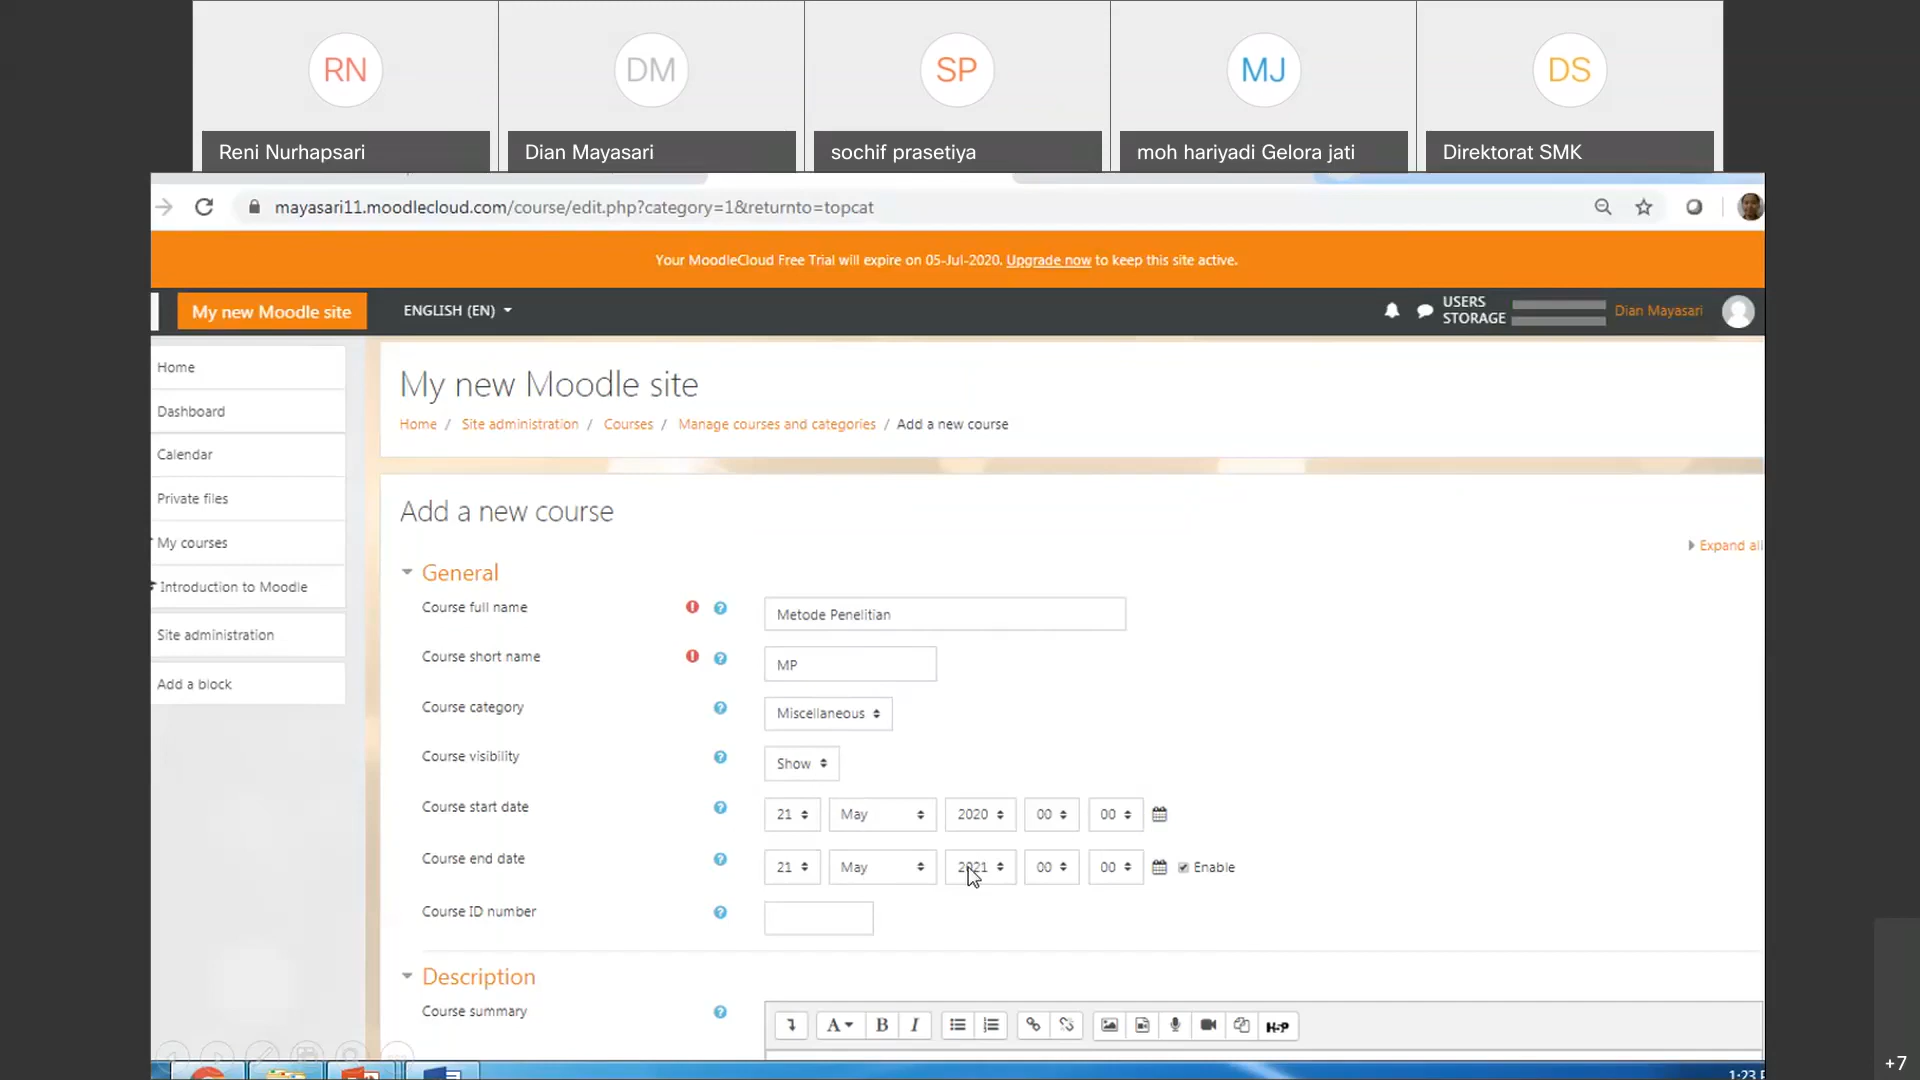 RN DM SP MJ DS
Reni Nurhapsari Dian Mayasari sochif prasetiya moh hariyadi Gelora jati Direktorat SMK
mayasari11.moodlecloud.com/course/edit.php?category=1&returnto=topcat
Your MoodleCloud Free Trial will expire on 05-Jul-2020. Upgrade now to keep this site active.
My new Moodle site ENGLISH (EN) USERS
STORAGE Dian Mayasari
Home
Dashboard
Calendar
Private files
My courses
Introduction to Moodle
Site administration
Add a block
My new Moodle site
Home / Site administration / Courses / Manage courses and categories / Add a new course
Add a new course
Expand all
General
Course full name Metode Penelitian
Course short name MP
Course category Miscellaneous
Course visibility Show
Course start date 21 May 2020 00 00
Course end date 21 May 2021 00 00 Enable
Course ID number
Description
Course summary
A B I H-P
1:23
+7